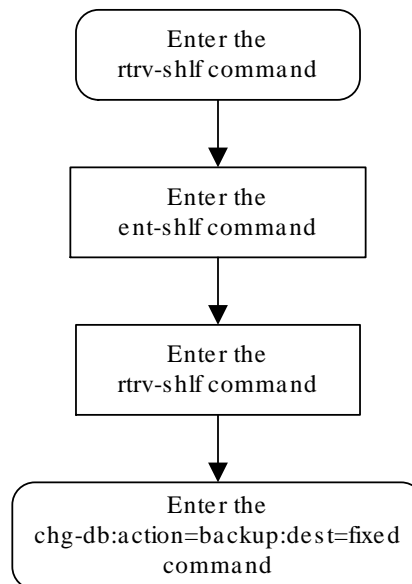 Enter the
rtrv-shlf command
Enter the
ent-shlf command
Enter the
rtrv-shlf command
Enter the
chg-db:action=backup:dest=fixed
command